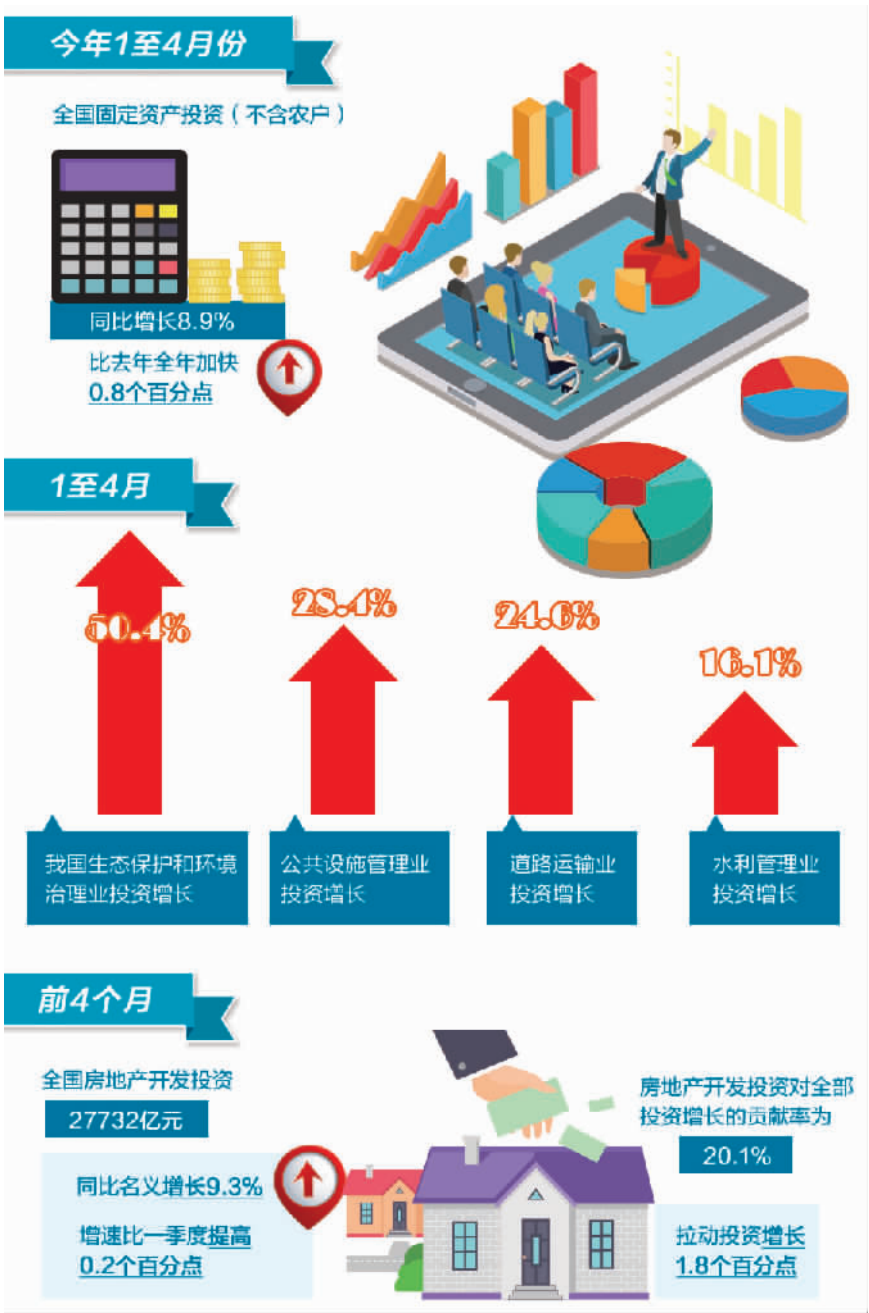 今年1至4月份
全国固定资产投资（不含农户）
同比增长8.9%
比去年全年加快
0.8个百分点
1至4月
50.4%
28.4%
24.6%
16.1%
我国生态保护和环境
治理业投资增长
公共设施管理业
投资增长
道路运输业
投资增长
水利管理业
投资增长
前4个月
全国房地产开发投资
27732亿元
同比名义增长9.3%
增速比一季度提高
0.2个百分点
房地产开发投资对全部
投资增长的贡献率为
20.1%
拉动投资增长
1.8个百分点